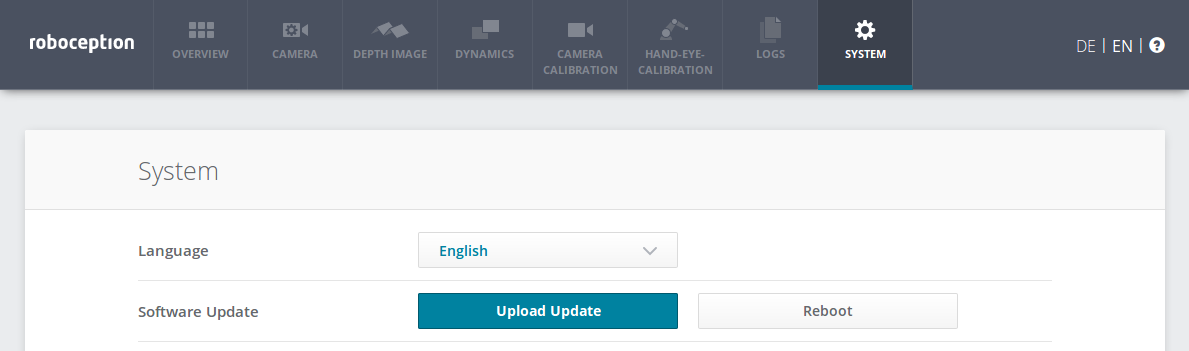 roboception
OVERVIEW
CAMERA
DEPTH IMAGE
DYNAMICS
CAMERA
CALIBRATION
HAND-EYE-
CALIBRATION
LOGS
SYSTEM
DE | EN | ?
System
Language
English
Software Update
Upload Update
Reboot